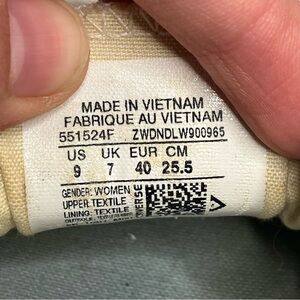 MADE IN VIETNAM
FABRIQUE AU VIETNAM
551524F ZWDNDLW900965
US UK EUR CM
9 7 40 25.5
GENDER: WOMEN
UPPER: TEXTILE
LINING: TEXTILE
CONVERSE